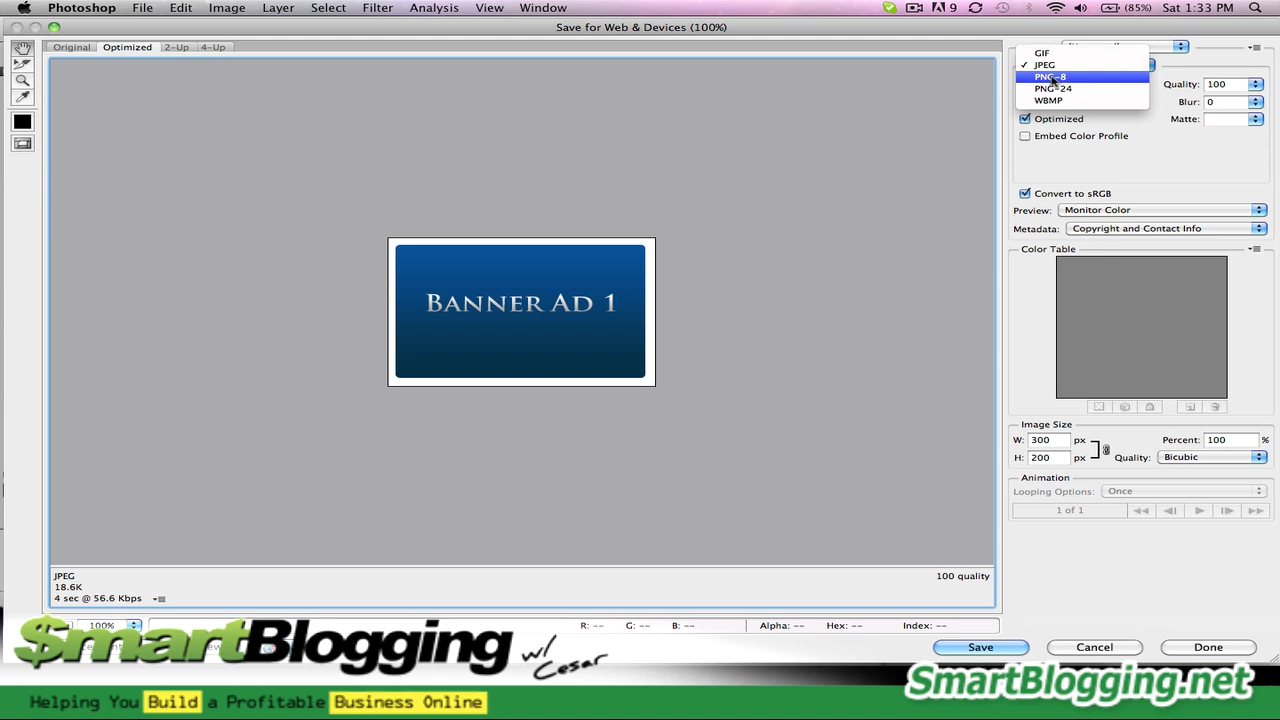 Photoshop File Edit Image Layer Select Filter Analysis View Window 9 (85%) Sat 1:33 PM
Save for Web & Devices (100%)
Original Optimized 2-Up 4-Up
GIF
JPEG
PNG-8
PNG-24
WBMP
Quality: 100
Blur: 0
Optimized Matte:
Embed Color Profile
Convert to sRGB
Preview: Monitor Color
Metadata: Copyright and Contact Info
Color Table
Banner Ad 1
Image Size
W: 300 px Percent: 100 %
H: 200 px Quality: Bicubic
Animation
Looping Options: Once
1 of 1
JPEG 100 quality
18.6K
4 sec @ 56.6 Kbps
100% R: -- G: -- B: -- Alpha: -- Hex: -- Index: --
Save Cancel Done
$martBlogging w/ Cesar
SmartBlogging.net
Helping You Build a Profitable Business Online